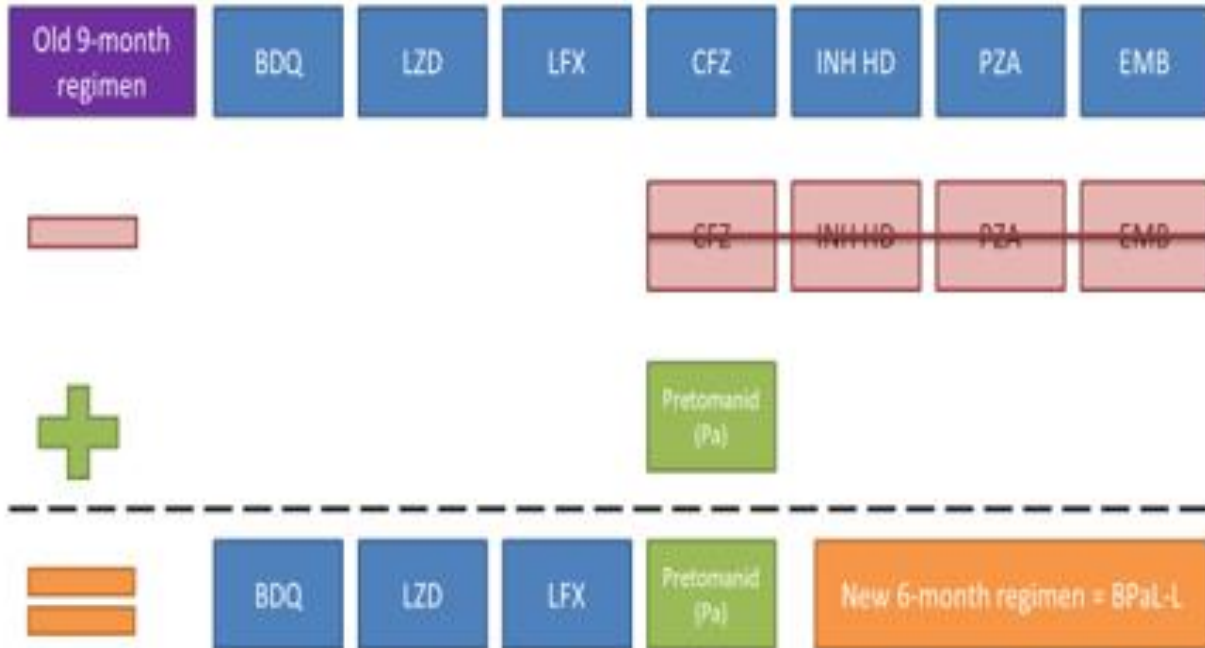 Old 9-month
regimen
BDQ
LZD
LFX
CFZ
INH HD
PZA
EMB
CFZ
INH HD
PZA
EMB
Pretomanid
(Pa)
BDQ
LZD
LFX
Pretomanid
(Pa)
New 6-month regimen = BPaL-L